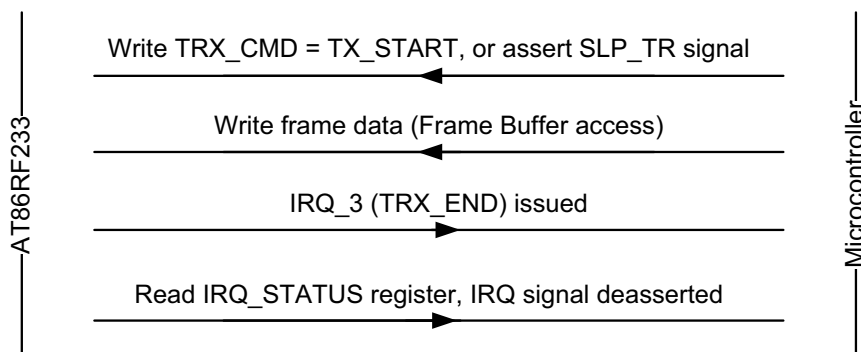 Write TRX_CMD = TX_START, or assert SLP_TR signal
Write frame data (Frame Buffer access)
IRQ_3 (TRX_END) issued
Read IRQ_STATUS register, IRQ signal deasserted
AT86RF233
Microcontroller